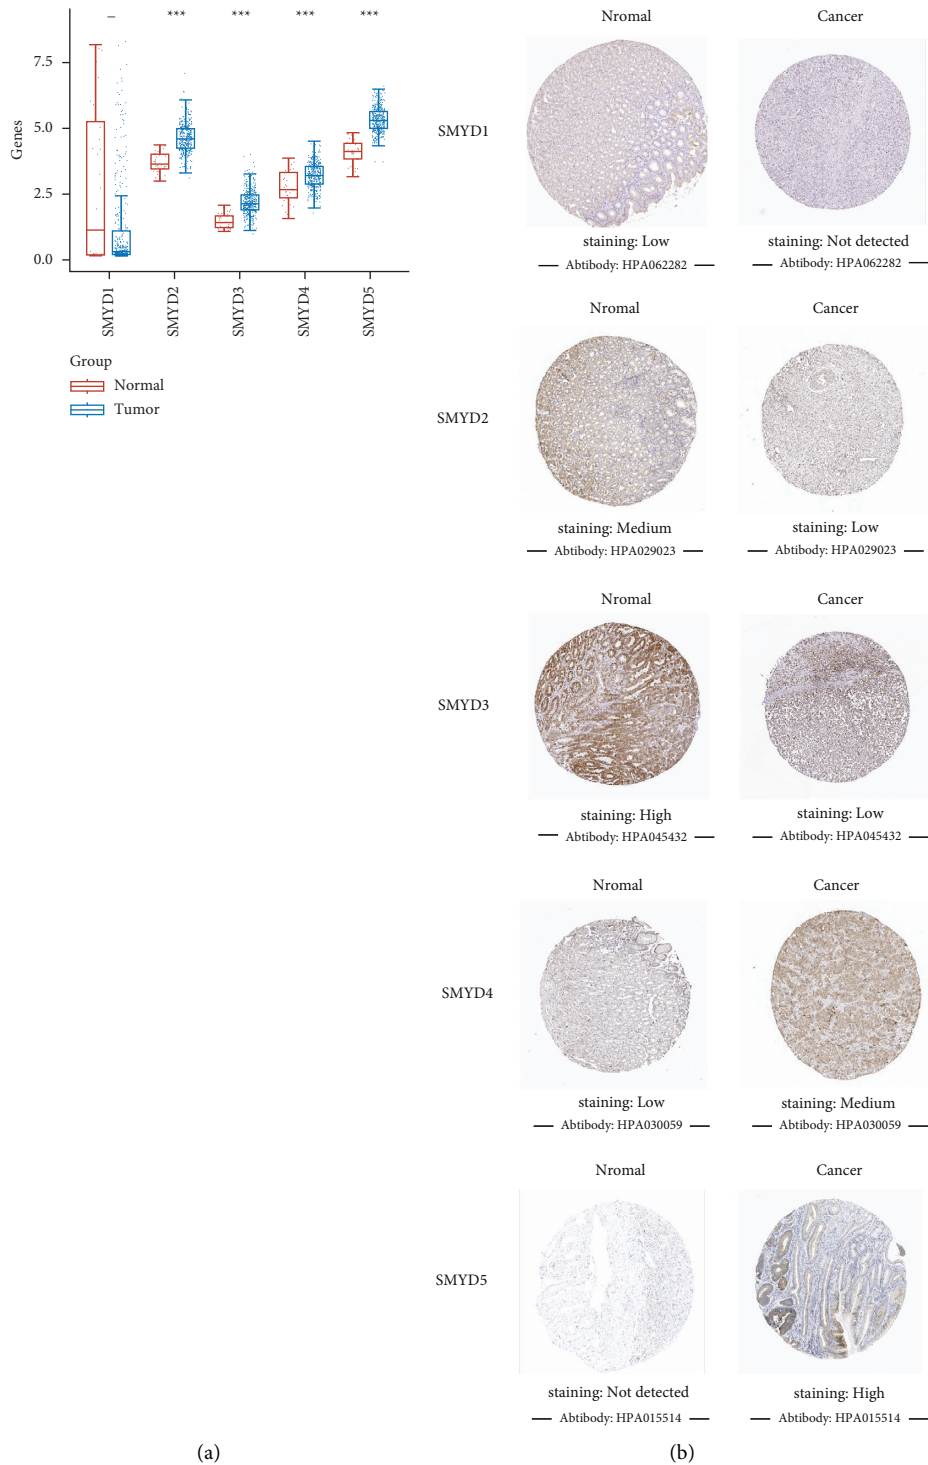 – *** *** *** ***
7.5
5.0
2.5
0.0
Genes
SMYD1
SMYD2
SMYD3
SMYD4
SMYD5
Group
Normal
Tumor
(a)
Nromal Cancer
SMYD1
staining: Low staining: Not detected
Abtibody: HPA062282 Abtibody: HPA062282
Nromal Cancer
SMYD2
staining: Medium staining: Low
Abtibody: HPA029023 Abtibody: HPA029023
Nromal Cancer
SMYD3
staining: High staining: Low
Abtibody: HPA045432 Abtibody: HPA045432
Nromal Cancer
SMYD4
staining: Low staining: Medium
Abtibody: HPA030059 Abtibody: HPA030059
Nromal Cancer
SMYD5
staining: Not detected staining: High
Abtibody: HPA015514 Abtibody: HPA015514
(b)